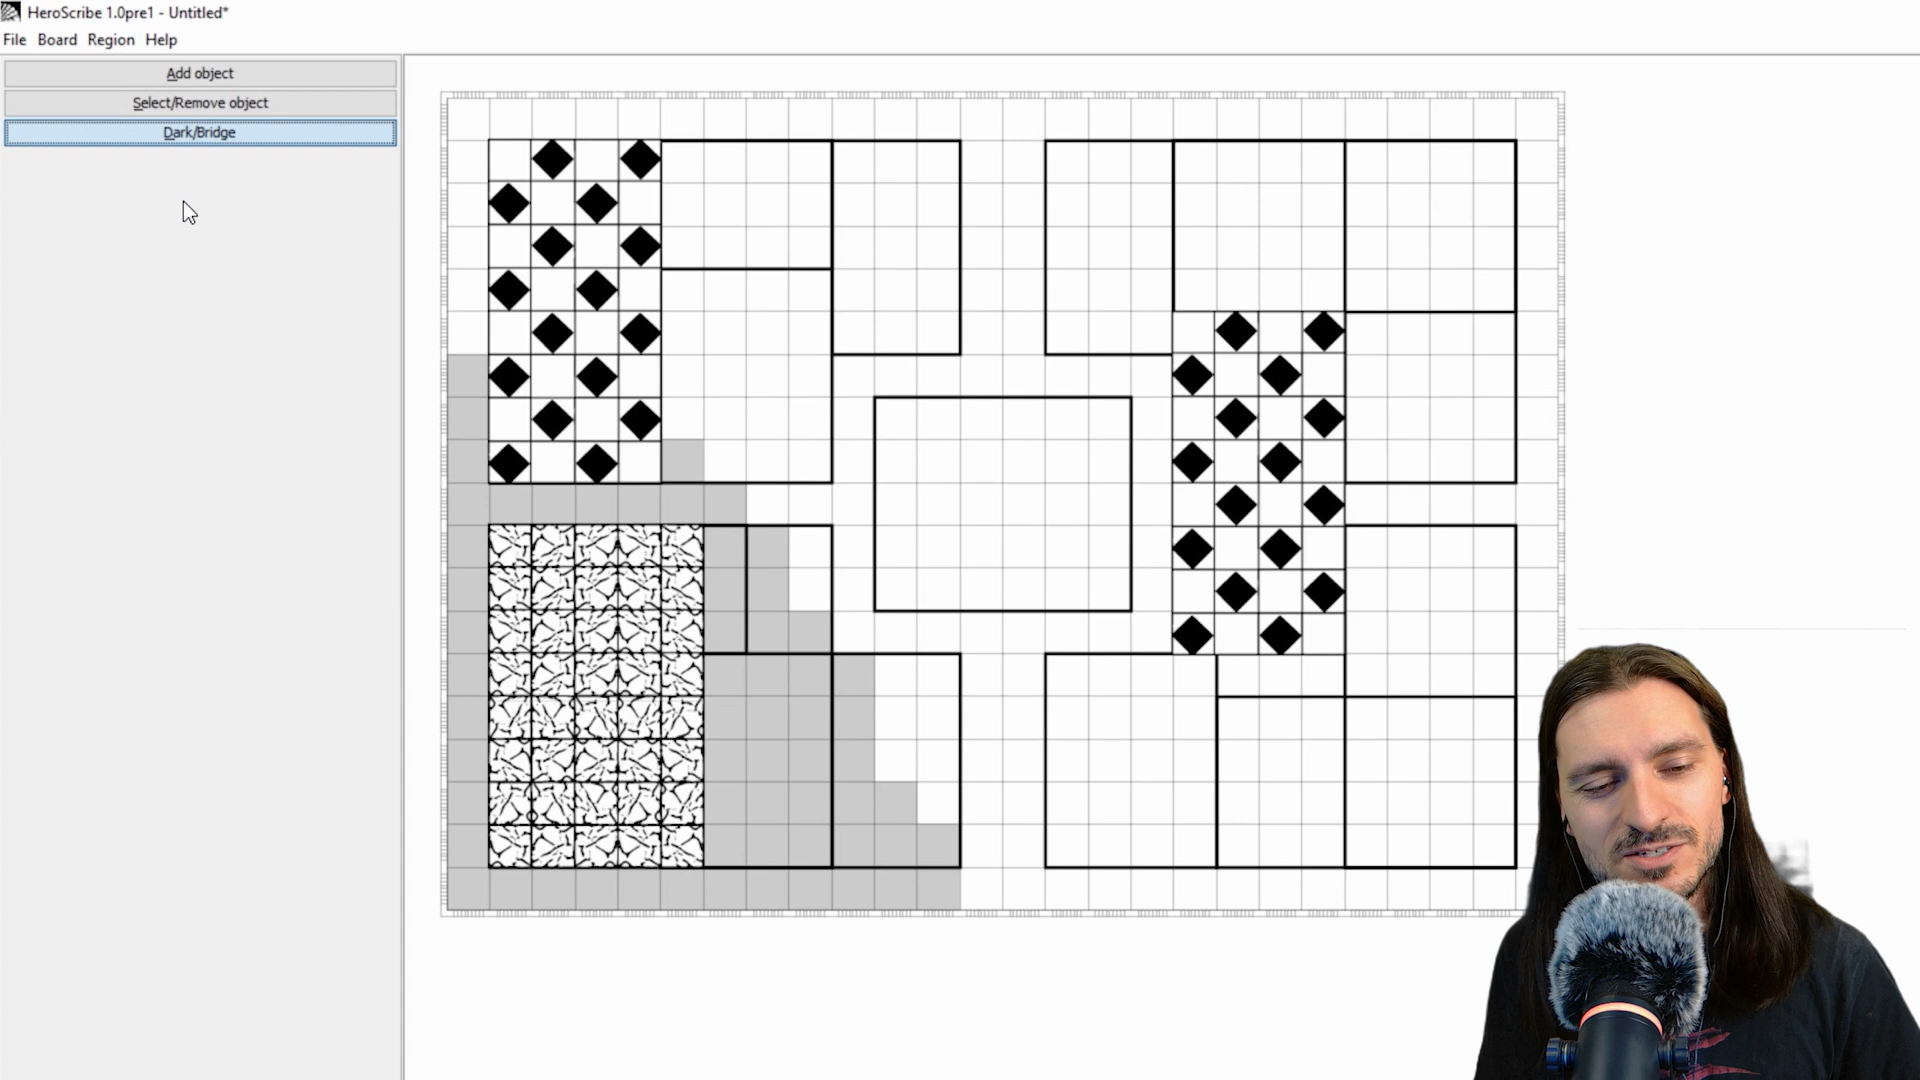 HeroScribe 1.0pre1 - Untitled*
File Board Region Help
Add object
Select/Remove object
Dark/Bridge